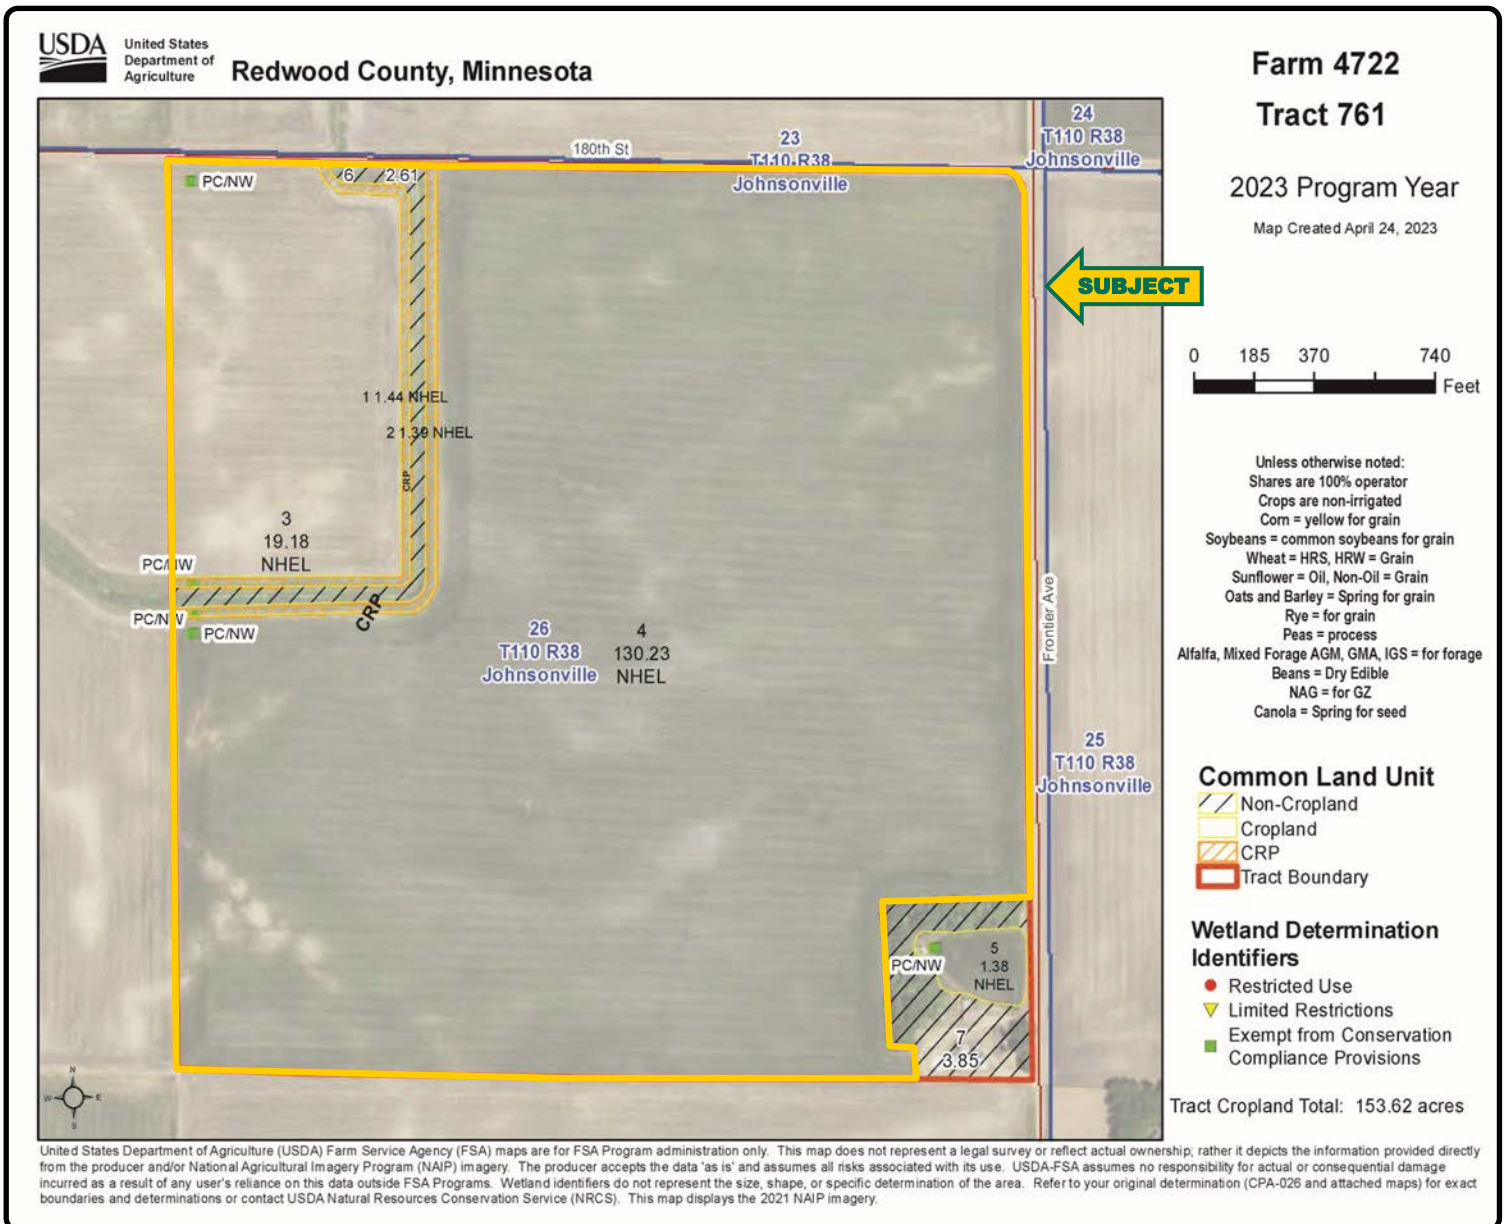 USDA
United States
Department of
Agriculture
Redwood County, Minnesota
Farm 4722
Tract 761
2023 Program Year
Map Created April 24, 2023
24
T110 R38
Johnsonville
180th St
23
T110 R38
Johnsonville
PC/NW
6
2.61
SUBJECT
0 185 370 740
Feet
1 1.44 NHEL
2 1.39 NHEL
CRP
3
19.18
NHEL
PC/NW
PC/NW
PC/NW
CRP
26
T110 R38
Johnsonville
4
130.23
NHEL
Frontier Ave
Unless otherwise noted:
Shares are 100% operator
Crops are non-irrigated
Corn = yellow for grain
Soybeans = common soybeans for grain
Wheat = HRS, HRW = Grain
Sunflower = Oil, Non-Oil = Grain
Oats and Barley = Spring for grain
Rye = for grain
Peas = process
Alfalfa, Mixed Forage AGM, GMA, IGS = for forage
Beans = Dry Edible
NAG = for GZ
Canola = Spring for seed
25
T110 R38
Johnsonville
Common Land Unit
Non-Cropland
Cropland
CRP
Tract Boundary
PC/NW
5
1.38
NHEL
7
3.85
Wetland Determination
Identifiers
Restricted Use
Limited Restrictions
Exempt from Conservation
Compliance Provisions
N
W
E
S
Tract Cropland Total: 153.62 acres
United States Department of Agriculture (USDA) Farm Service Agency (FSA) maps are for FSA Program administration only. This map does not represent a legal survey or reflect actual ownership; rather it depicts the information provided directly
from the producer and/or National Agricultural Imagery Program (NAIP) imagery. The producer accepts the data 'as is' and assumes all risks associated with its use. USDA-FSA assumes no responsibility for actual or consequential damage
incurred as a result of any user's reliance on this data outside FSA Programs. Wetland identifiers do not represent the size, shape, or specific determination of the area. Refer to your original determination (CPA-026 and attached maps) for exact
boundaries and determinations or contact USDA Natural Resources Conservation Service (NRCS). This map displays the 2021 NAIP imagery.